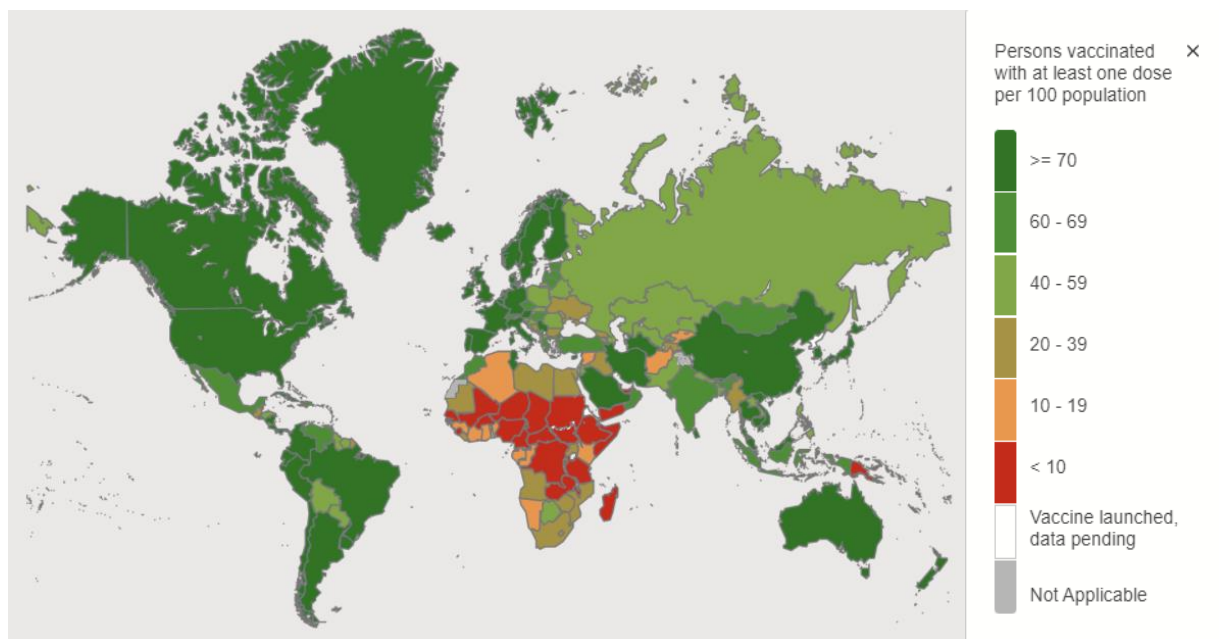 Persons vaccinated ×
with at least one dose
per 100 population
>= 70
60 - 69
40 - 59
20 - 39
10 - 19
< 10
Vaccine launched,
data pending
Not Applicable